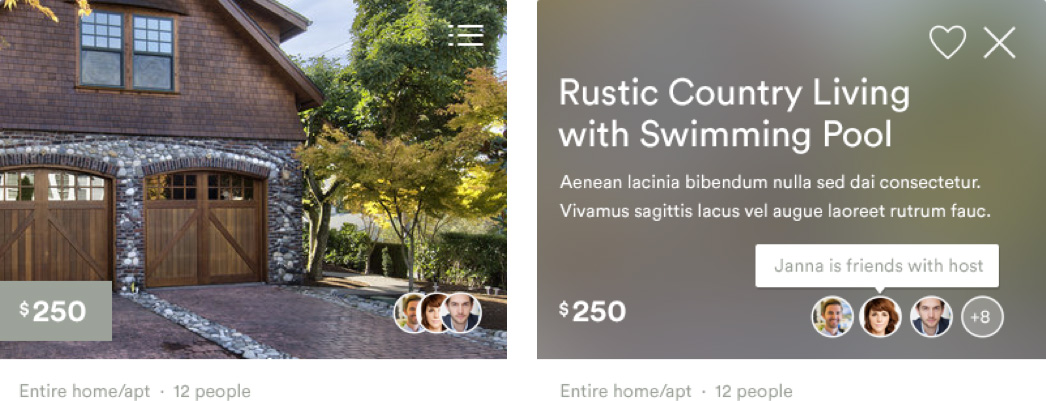 $250
Entire home/apt · 12 people
Rustic Country Living
with Swimming Pool
Aenean lacinia bibendum nulla sed dai consectetur.
Vivamus sagittis lacus vel augue laoreet rutrum fauc.
Janna is friends with host
$250
+8
Entire home/apt · 12 people